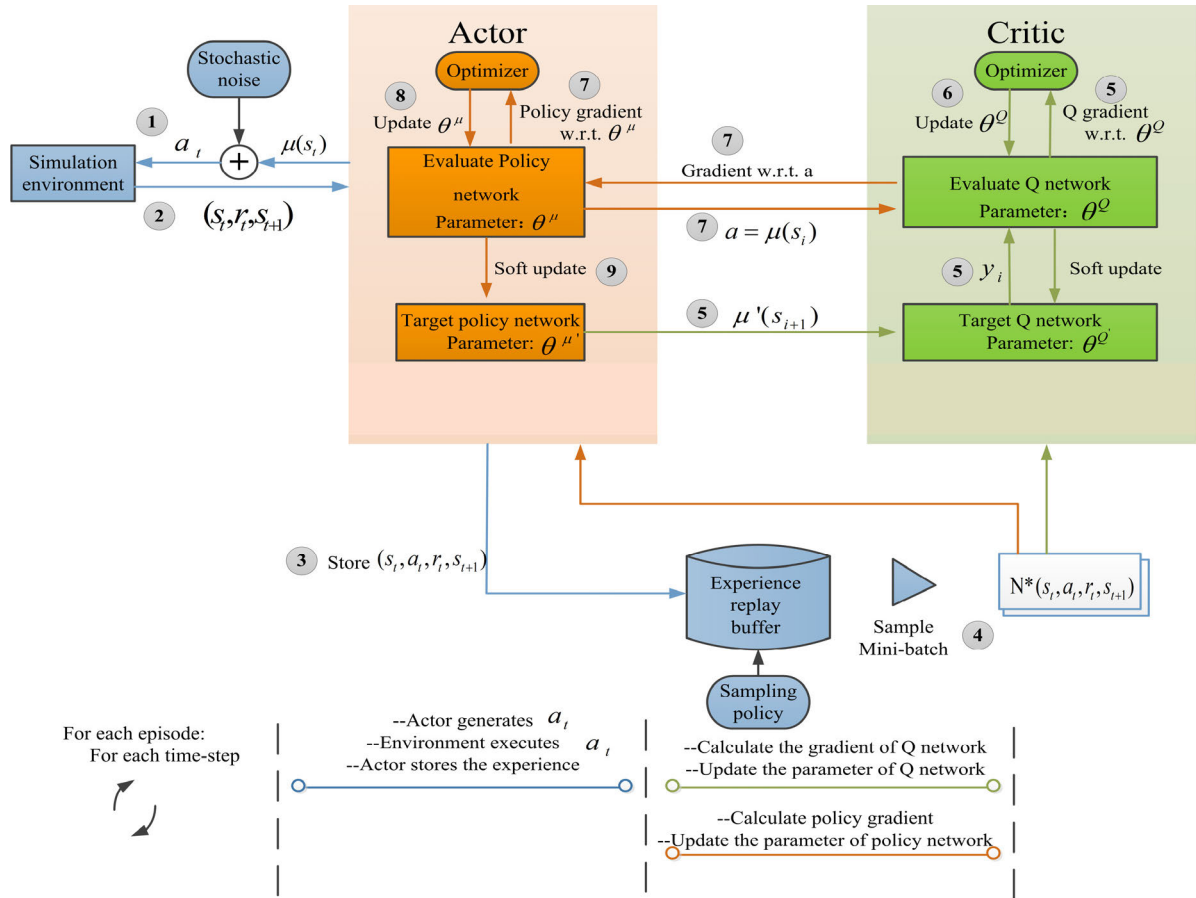 Actor
Critic
Stochastic
noise
Optimizer
Optimizer
8
7
6
5
Update θ^μ
Policy gradient
w.r.t. θ^μ
Update θ^Q
Q gradient
w.r.t. θ^Q
1
a_t
+
μ(s_t)
Simulation
environment
2
(s_t,r_t,s_{t+1})
Evaluate Policy
network
Parameter: θ^μ
7
Gradient w.r.t. a
7 a = μ(s_i)
Evaluate Q network
Parameter: θ^Q
Soft update 9
5 y_i
Soft update
Target policy network
Parameter: θ^μ'
5 μ'(s_{i+1})
Target Q network
Parameter: θ^Q'
3 Store (s_t,a_t,r_t,s_{t+1})
Experience
replay
buffer
Sample
Mini-batch
4
N*(s_t,a_t,r_t,s_{t+1})
Sampling
policy
For each episode:
For each time-step
--Actor generates a_t
--Environment executes a_t
--Actor stores the experience
--Calculate the gradient of Q network
--Update the parameter of Q network
--Calculate policy gradient
--Update the parameter of policy network